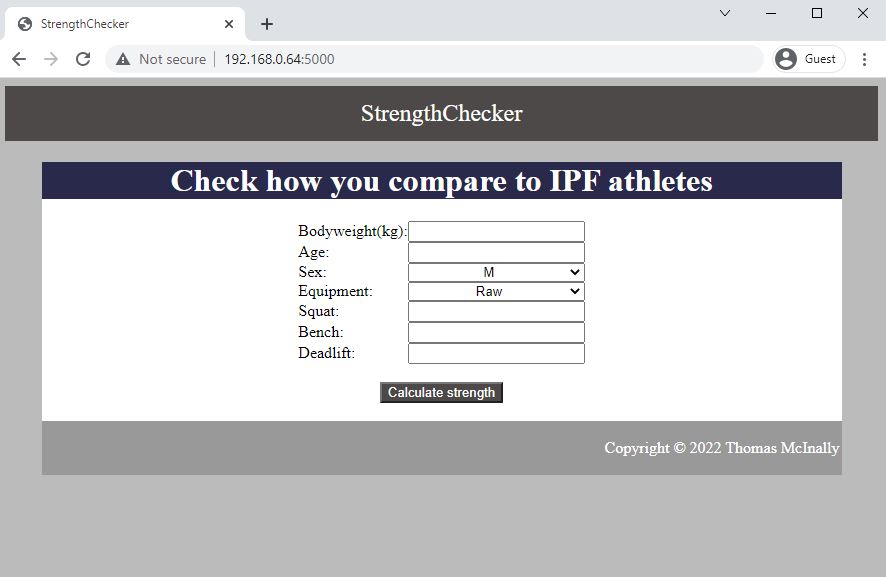 StrengthChecker
Not secure | 192.168.0.64:5000
Guest
StrengthChecker
Check how you compare to IPF athletes
Bodyweight(kg):
Age:
Sex: M
Equipment: Raw
Squat:
Bench:
Deadlift:
Calculate strength
Copyright © 2022 Thomas McInally